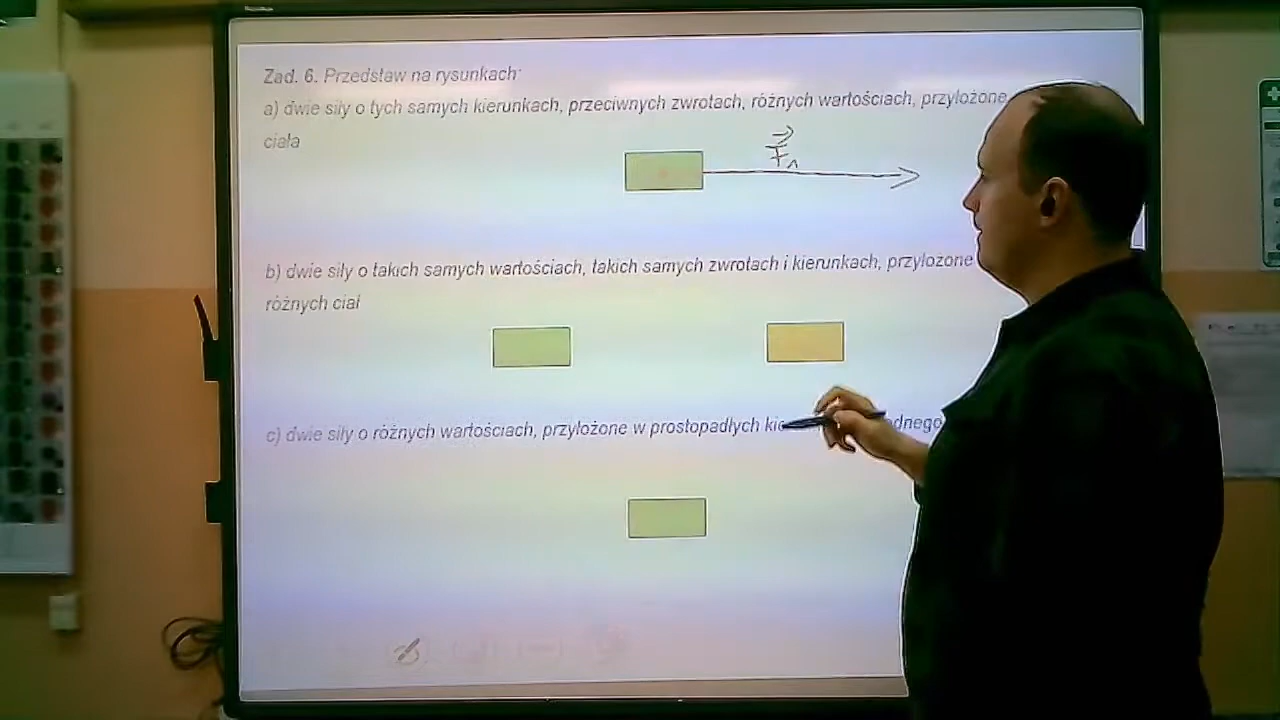 Zad. 6. Przedstaw na rysunkach:
a) dwie siły o tych samych kierunkach, przeciwnych zwrotach, różnych wartościach, przyłożone
ciała
F₁
b) dwie siły o takich samych wartościach, takich samych zwrotach i kierunkach, przyłożone
różnych ciał
c) dwie siły o różnych wartościach, przyłożone w prostopadłych